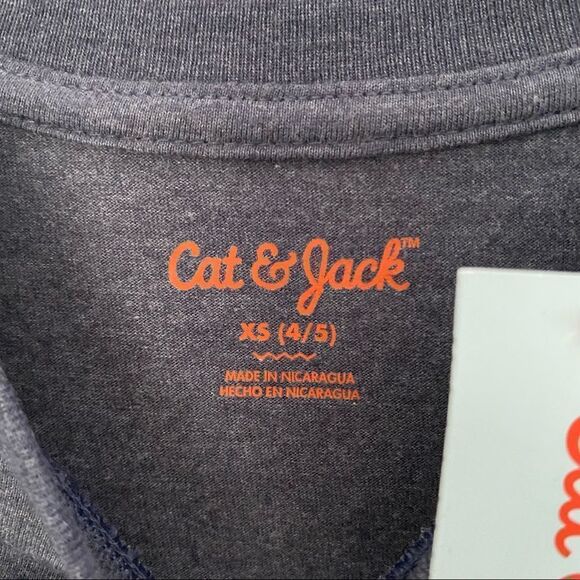 Cat & Jack™
XS (4/5)
MADE IN NICARAGUA
HECHO EN NICARAGUA